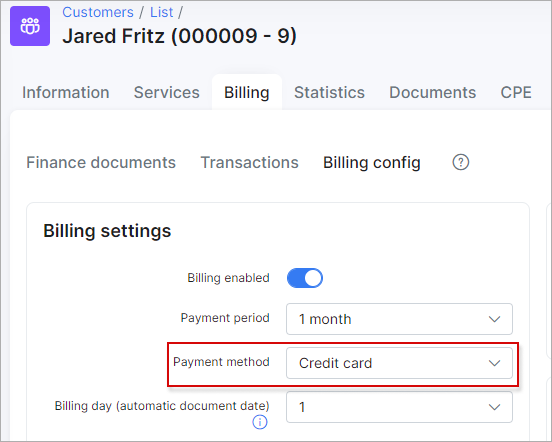 Customers / List /
Jared Fritz (000009 - 9)
Information Services Billing Statistics Documents CPE
Finance documents Transactions Billing config ?
Billing settings
Billing enabled
Payment period 1 month
Payment method Credit card
Billing day (automatic document date) 1
i